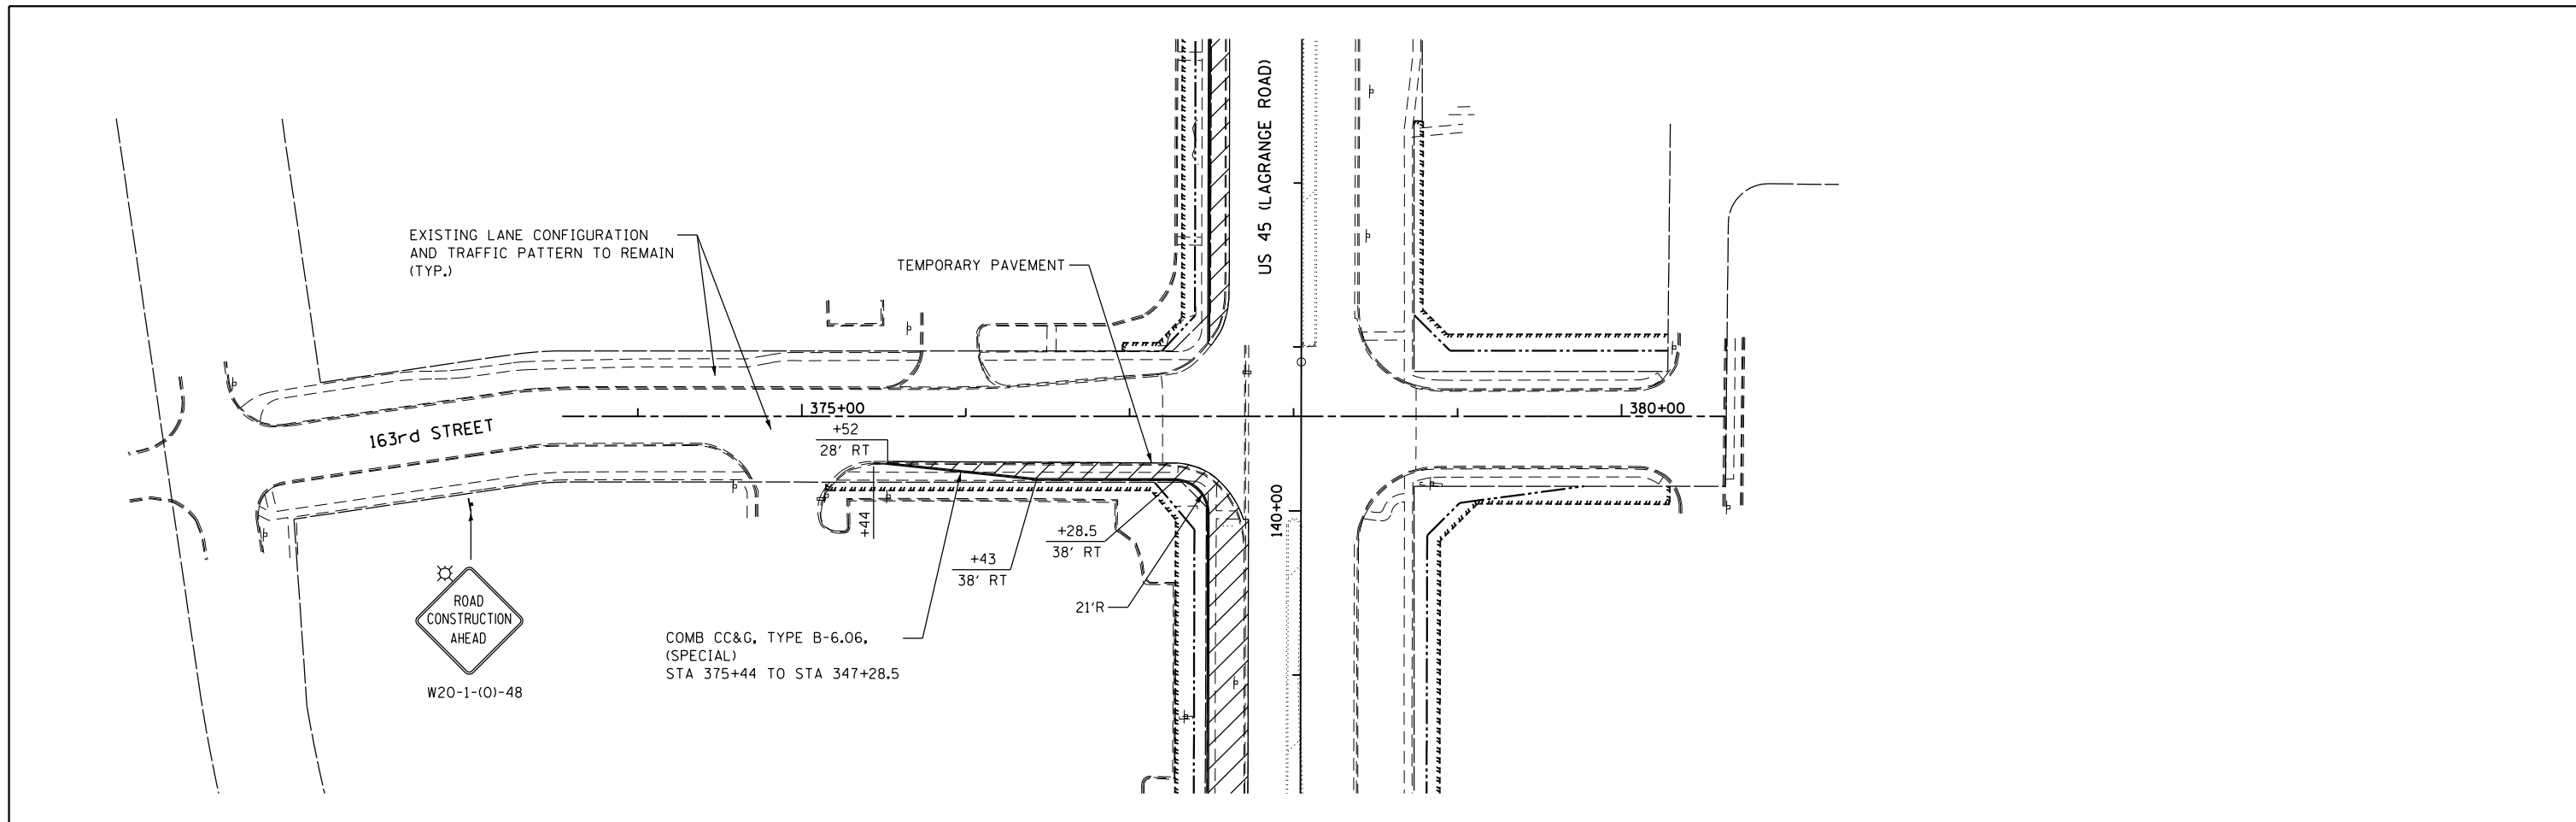 US 45 (LAGRANGE ROAD)
EXISTING LANE CONFIGURATION
AND TRAFFIC PATTERN TO REMAIN
(TYP.)
TEMPORARY PAVEMENT
375+00
380+00
163rd STREET
+52
28' RT
+44
140+00
+28.5
38' RT
+43
38' RT
21'R
ROAD
CONSTRUCTION
AHEAD
W20-1-(O)-48
COMB CC&G, TYPE B-6.06,
(SPECIAL)
STA 375+44 TO STA 347+28.5